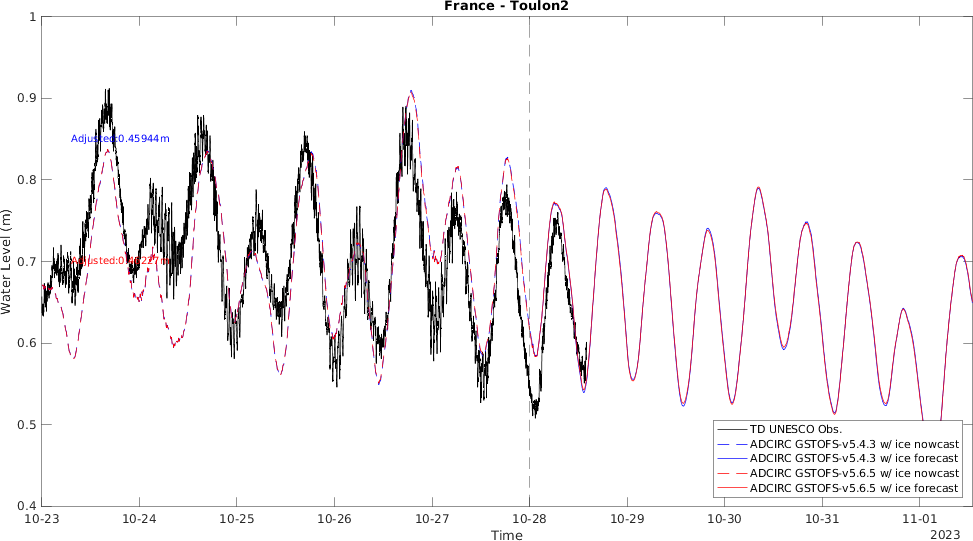 France - Toulon2
Water Level (m)
1
0.9
0.8
0.7
0.6
0.5
0.4
Adjusted:0.45944m
10-23
10-24
10-25
10-26
10-27
10-28
10-29
10-30
10-31
11-01
Time
2023
TD UNESCO Obs.
ADCIRC GSTOFS-v5.4.3 w/ ice nowcast
ADCIRC GSTOFS-v5.4.3 w/ ice forecast
ADCIRC GSTOFS-v5.6.5 w/ ice nowcast
ADCIRC GSTOFS-v5.6.5 w/ ice forecast